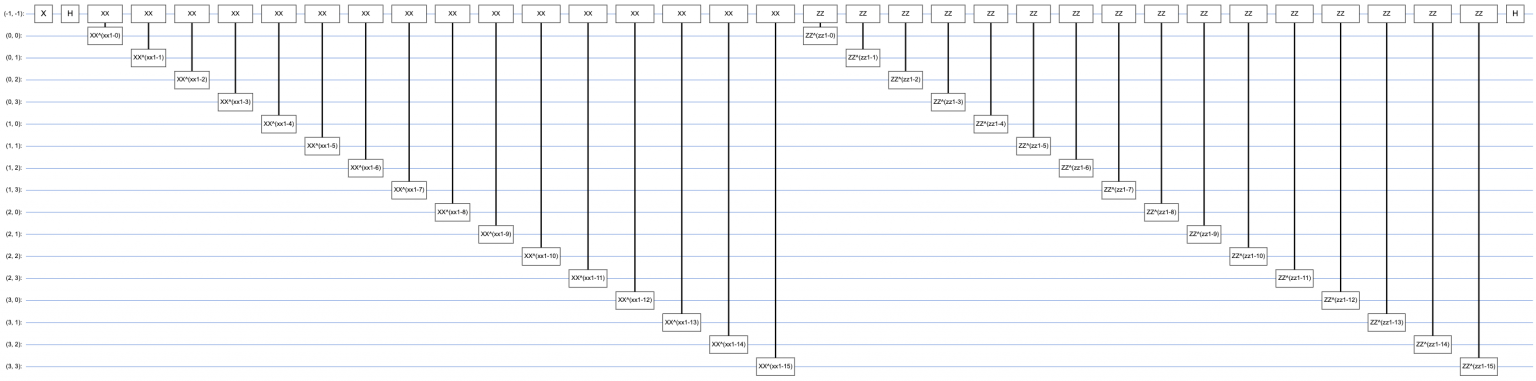 (-1, -1): X H XX XX XX XX XX XX XX XX XX XX XX XX XX XX XX XX ZZ ZZ ZZ ZZ ZZ ZZ ZZ ZZ ZZ ZZ ZZ ZZ ZZ ZZ ZZ ZZ H
(0, 0): XX^(xx1-0) ZZ^(zz1-0)
(0, 1): XX^(xx1-1) ZZ^(zz1-1)
(0, 2): XX^(xx1-2) ZZ^(zz1-2)
(0, 3): XX^(xx1-3) ZZ^(zz1-3)
(1, 0): XX^(xx1-4) ZZ^(zz1-4)
(1, 1): XX^(xx1-5) ZZ^(zz1-5)
(1, 2): XX^(xx1-6) ZZ^(zz1-6)
(1, 3): XX^(xx1-7) ZZ^(zz1-7)
(2, 0): XX^(xx1-8) ZZ^(zz1-8)
(2, 1): XX^(xx1-9) ZZ^(zz1-9)
(2, 2): XX^(xx1-10) ZZ^(zz1-10)
(2, 3): XX^(xx1-11) ZZ^(zz1-11)
(3, 0): XX^(xx1-12) ZZ^(zz1-12)
(3, 1): XX^(xx1-13) ZZ^(zz1-13)
(3, 2): XX^(xx1-14) ZZ^(zz1-14)
(3, 3): XX^(xx1-15) ZZ^(zz1-15)